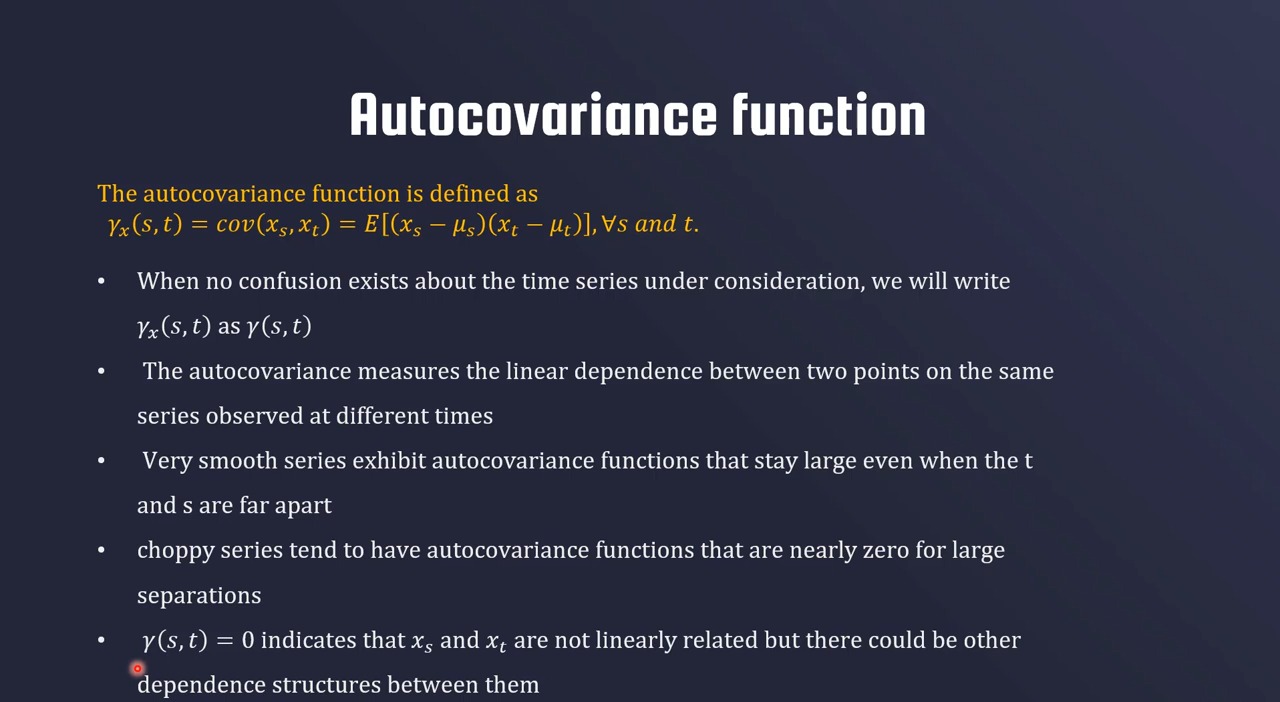 Autocovariance function
The autocovariance function is defined as
γₓ(s, t) = cov(xₛ, xₜ) = E[(xₛ − μₛ)(xₜ − μₜ)], ∀s and t.
• When no confusion exists about the time series under consideration, we will write
γₓ(s, t) as γ(s, t)
• The autocovariance measures the linear dependence between two points on the same
series observed at different times
• Very smooth series exhibit autocovariance functions that stay large even when the t
and s are far apart
• choppy series tend to have autocovariance functions that are nearly zero for large
separations
• γ(s, t) = 0 indicates that xₛ and xₜ are not linearly related but there could be other
dependence structures between them